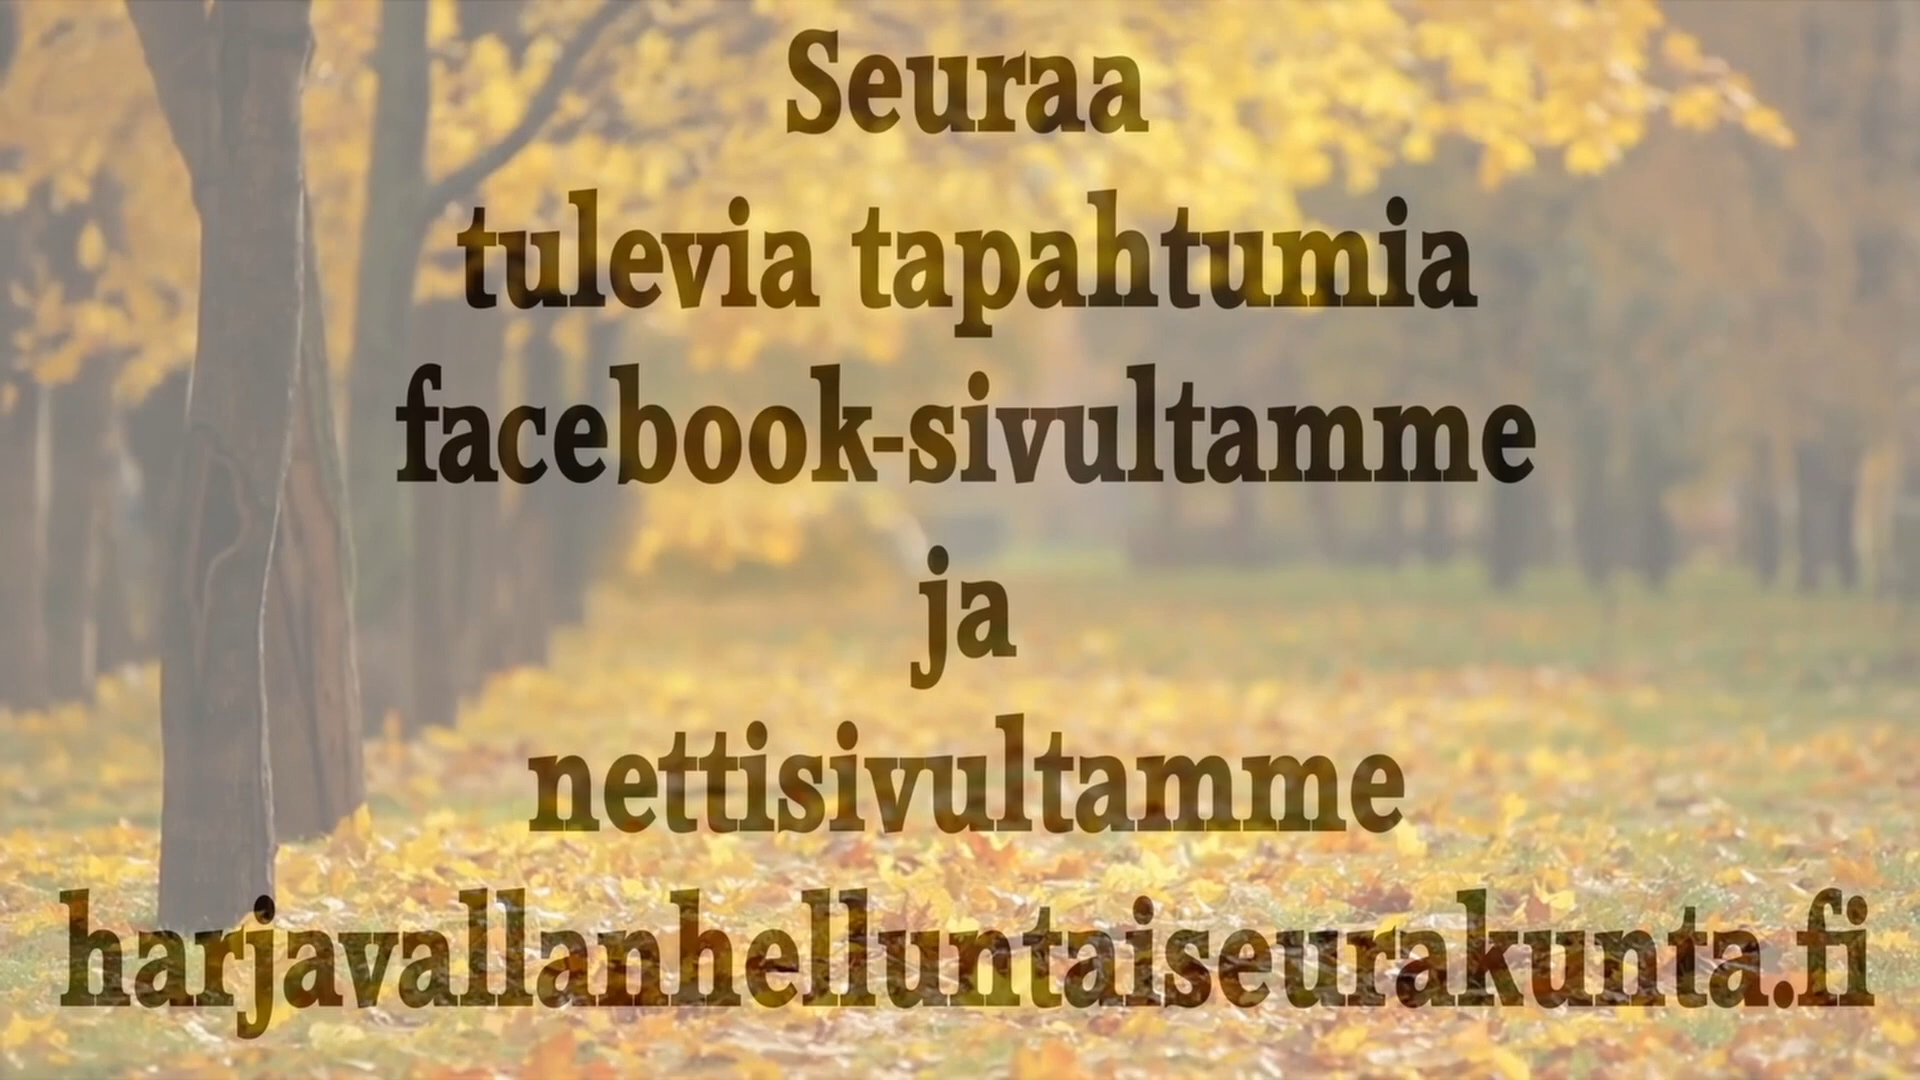 Seuraa
tulevia tapahtumia
facebook-sivultamme
ja
nettisivultamme
harjavallanhelluntaiseurakunta.fi